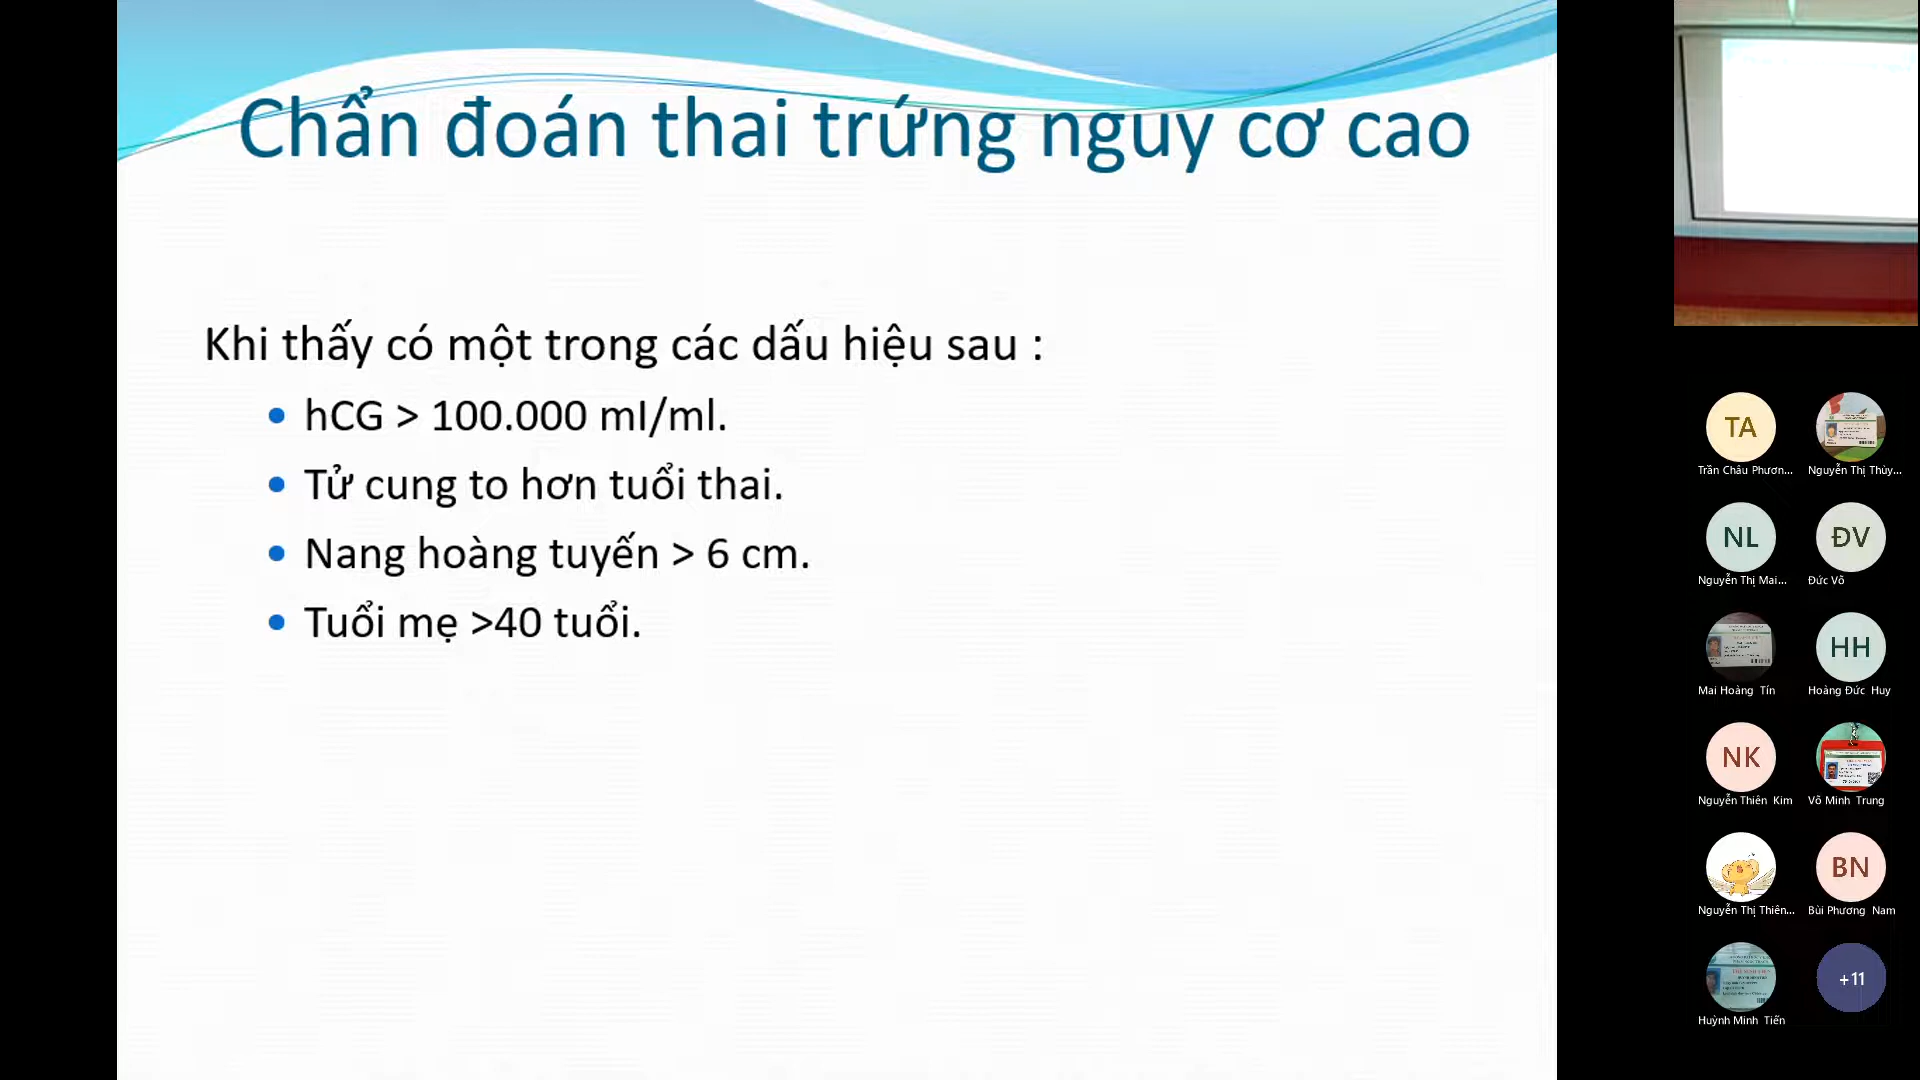 Chẩn đoán thai trứng nguy cơ cao
Khi thấy có một trong các dấu hiệu sau :
• hCG > 100.000 mI/ml.
• Tử cung to hơn tuổi thai.
• Nang hoàng tuyến > 6 cm.
• Tuổi mẹ >40 tuổi.
TA
Trần Châu Phươn...
Nguyễn Thị Thùy...
NL
ĐV
Nguyễn Thị Mai...
Đức Võ
HH
Mai Hoàng Tín
Hoàng Đức Huy
NK
Nguyễn Thiên Kim
Võ Minh Trung
BN
Nguyễn Thị Thiên...
Bùi Phương Nam
+11
Huỳnh Minh Tiến